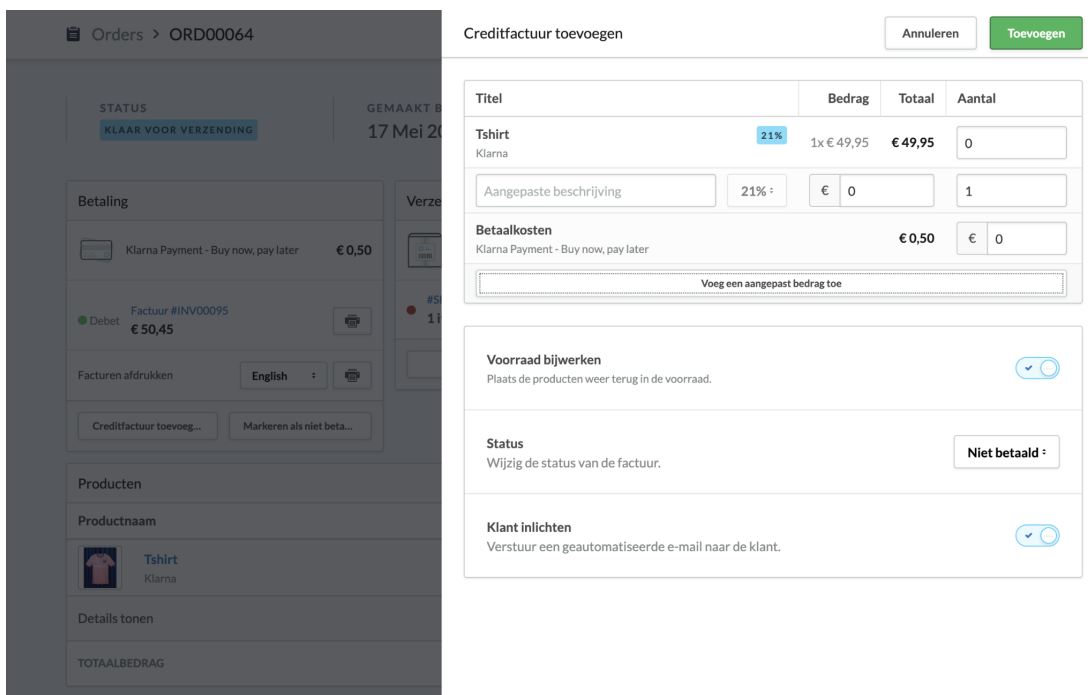 Orders > ORD00064
STATUS
KLAAR VOOR VERZENDING
GEMAAKT
17 Mei
Betaling
Klarna Payment - Buy now, pay later € 0,50
Debet
Factuur #INV00095
€ 50,45
Facturen afdrukken English
Creditfactuur toevoeg... Markeren als niet beta...
Producten
Productnaam
Tshirt
Klarna
Details tonen
TOTAALBEDRAG
Creditfactuur toevoegen Annuleren Toevoegen
Titel Bedrag Totaal Aantal
Tshirt 21% 1x € 49,95 € 49,95 0
Klarna
Aangepaste beschrijving 21% € 0 1
Betaalkosten € 0,50 € 0
Klarna Payment - Buy now, pay later
Voeg een aangepast bedrag toe
Voorraad bijwerken
Plaats de producten weer terug in de voorraad.
Status
Wijzig de status van de factuur. Niet betaald
Klant inlichten
Verstuur een geautomatiseerde e-mail naar de klant.